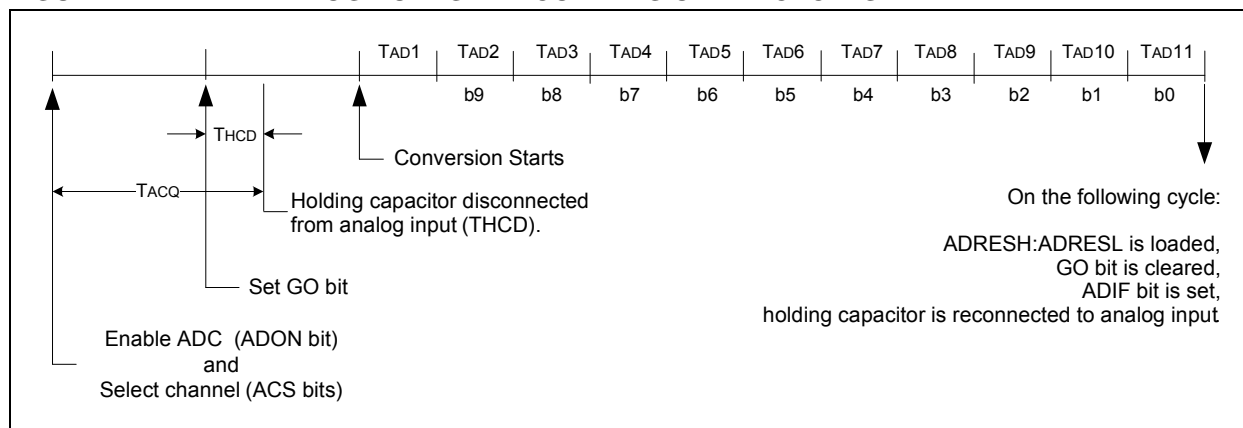 TAD1 TAD2 TAD3 TAD4 TAD5 TAD6 TAD7 TAD8 TAD9 TAD10 TAD11
b9 b8 b7 b6 b5 b4 b3 b2 b1 b0
THCD
Conversion Starts
TACQ
Holding capacitor disconnected
from analog input (THCD).
Set GO bit
Enable ADC (ADON bit)
and
Select channel (ACS bits)
On the following cycle:
ADRESH:ADRESL is loaded,
GO bit is cleared,
ADIF bit is set,
holding capacitor is reconnected to analog input